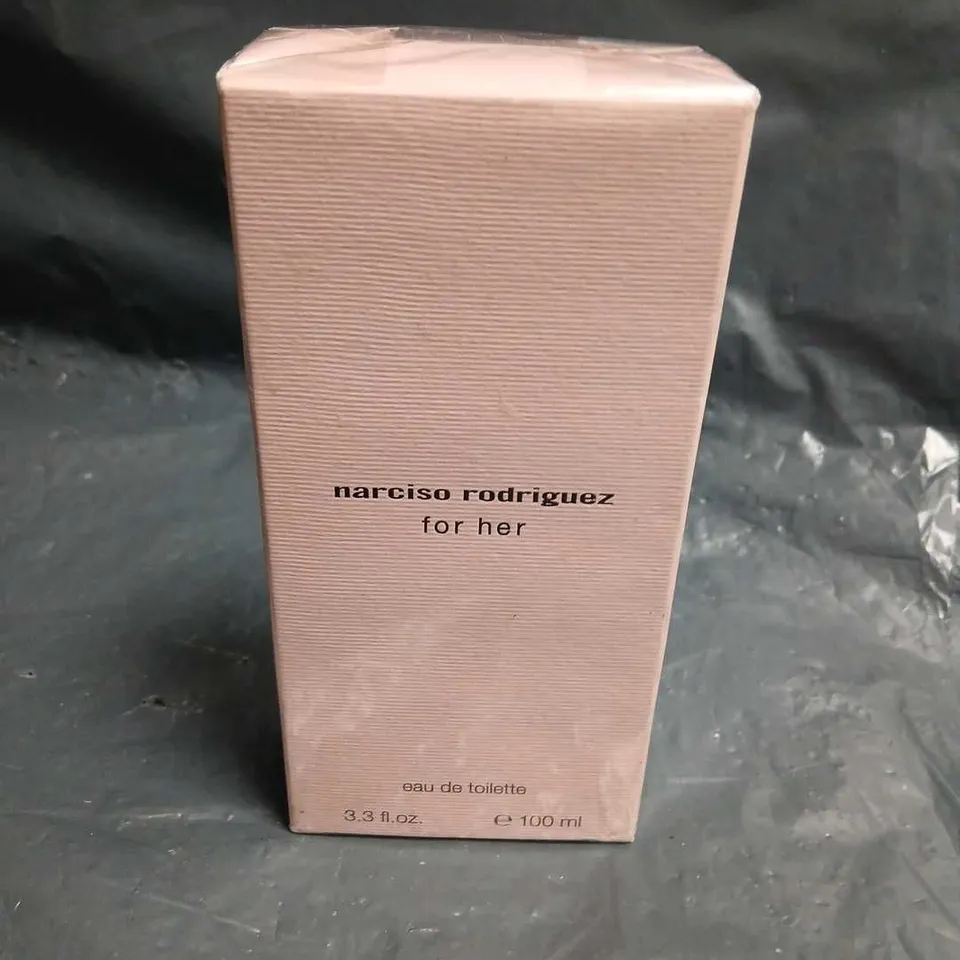 narciso rodriguez
for her
eau de toilette
3.3 fl.oz. ℮ 100 ml